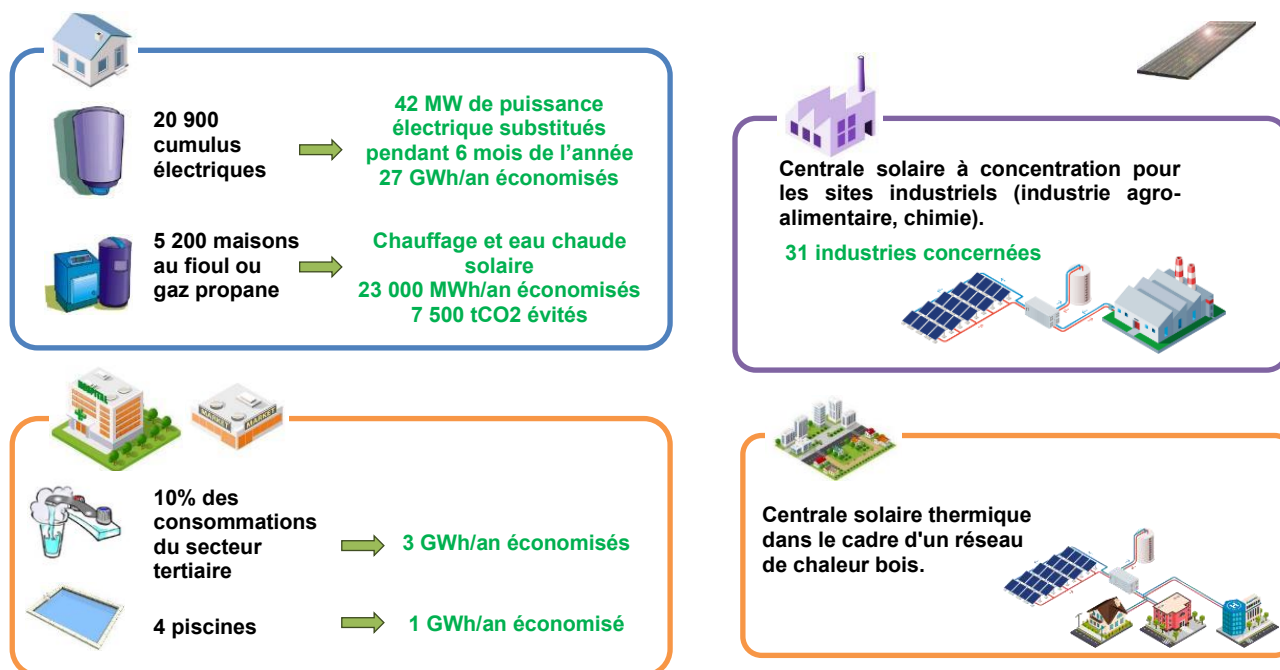 20 900
cumulus
électriques
42 MW de puissance
électrique substitués
pendant 6 mois de l'année
27 GWh/an économisés
5 200 maisons
au fioul ou
gaz propane
Chauffage et eau chaude
solaire
23 000 MWh/an économisés
7 500 tCO2 évités
Centrale solaire à concentration pour
les sites industriels (industrie agro-
alimentaire, chimie).
31 industries concernées
HOSPITAL
MARKET
MARKET
10% des
consommations
du secteur
tertiaire
3 GWh/an économisés
4 piscines
1 GWh/an économisé
Centrale solaire thermique
dans le cadre d'un réseau
de chaleur bois.
H